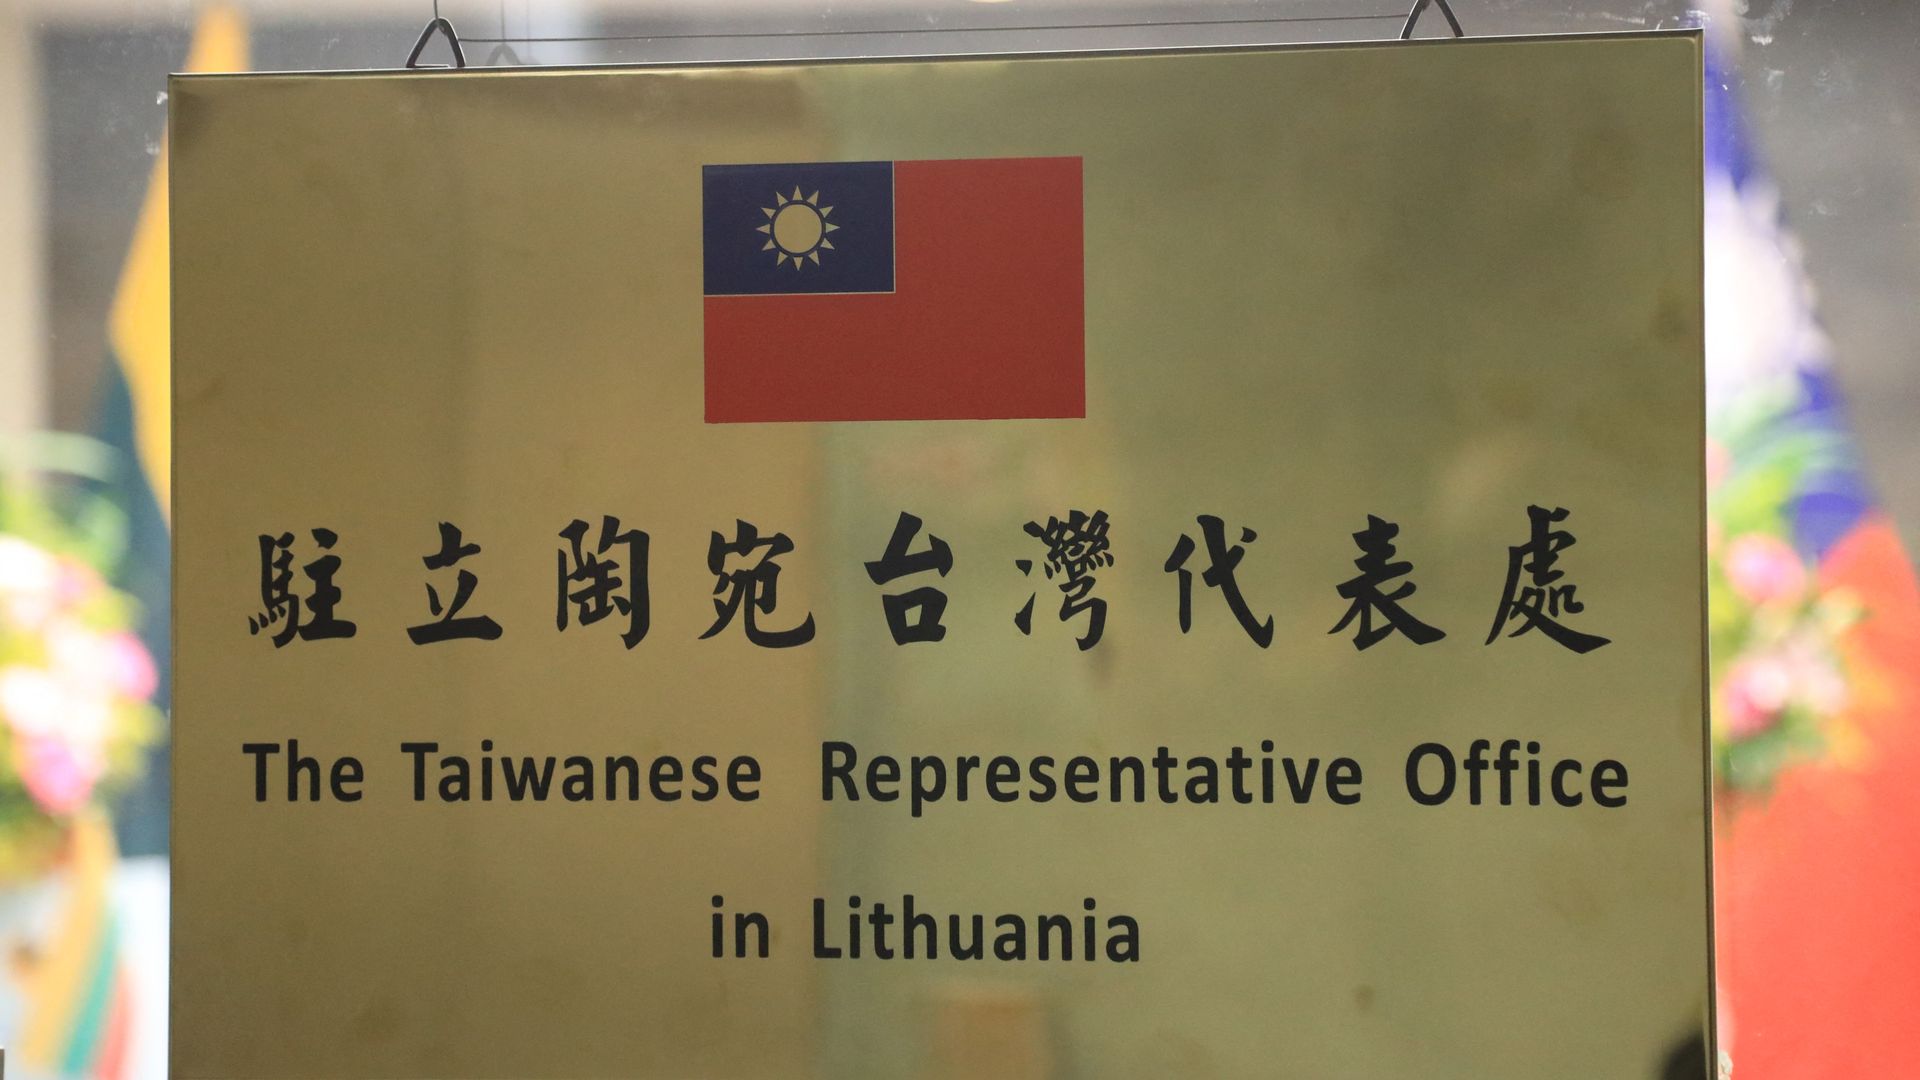 駐立陶宛台灣代表處
The Taiwanese Representative Office
in Lithuania